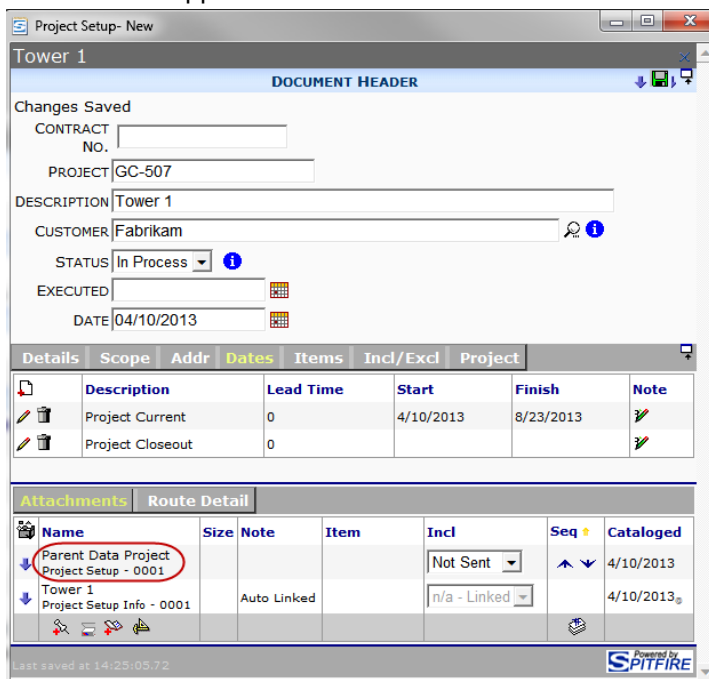 Project Setup- New
Tower 1
DOCUMENT HEADER
Changes Saved
CONTRACT
NO.
PROJECT GC-507
DESCRIPTION Tower 1
CUSTOMER Fabrikam
STATUS In Process
EXECUTED
DATE 04/10/2013
Details Scope Addr Dates Items Incl/Excl Project
Description Lead Time Start Finish Note
Project Current 0 4/10/2013 8/23/2013
Project Closeout 0
Attachments Route Detail
Name Size Note Item Incl Seq Cataloged
Parent Data Project
Project Setup - 0001 Not Sent 4/10/2013
Tower 1
Project Setup Info - 0001 Auto Linked n/a - Linked 4/10/2013
Last saved at 14:25:05.72
Powered by
SPITFIRE